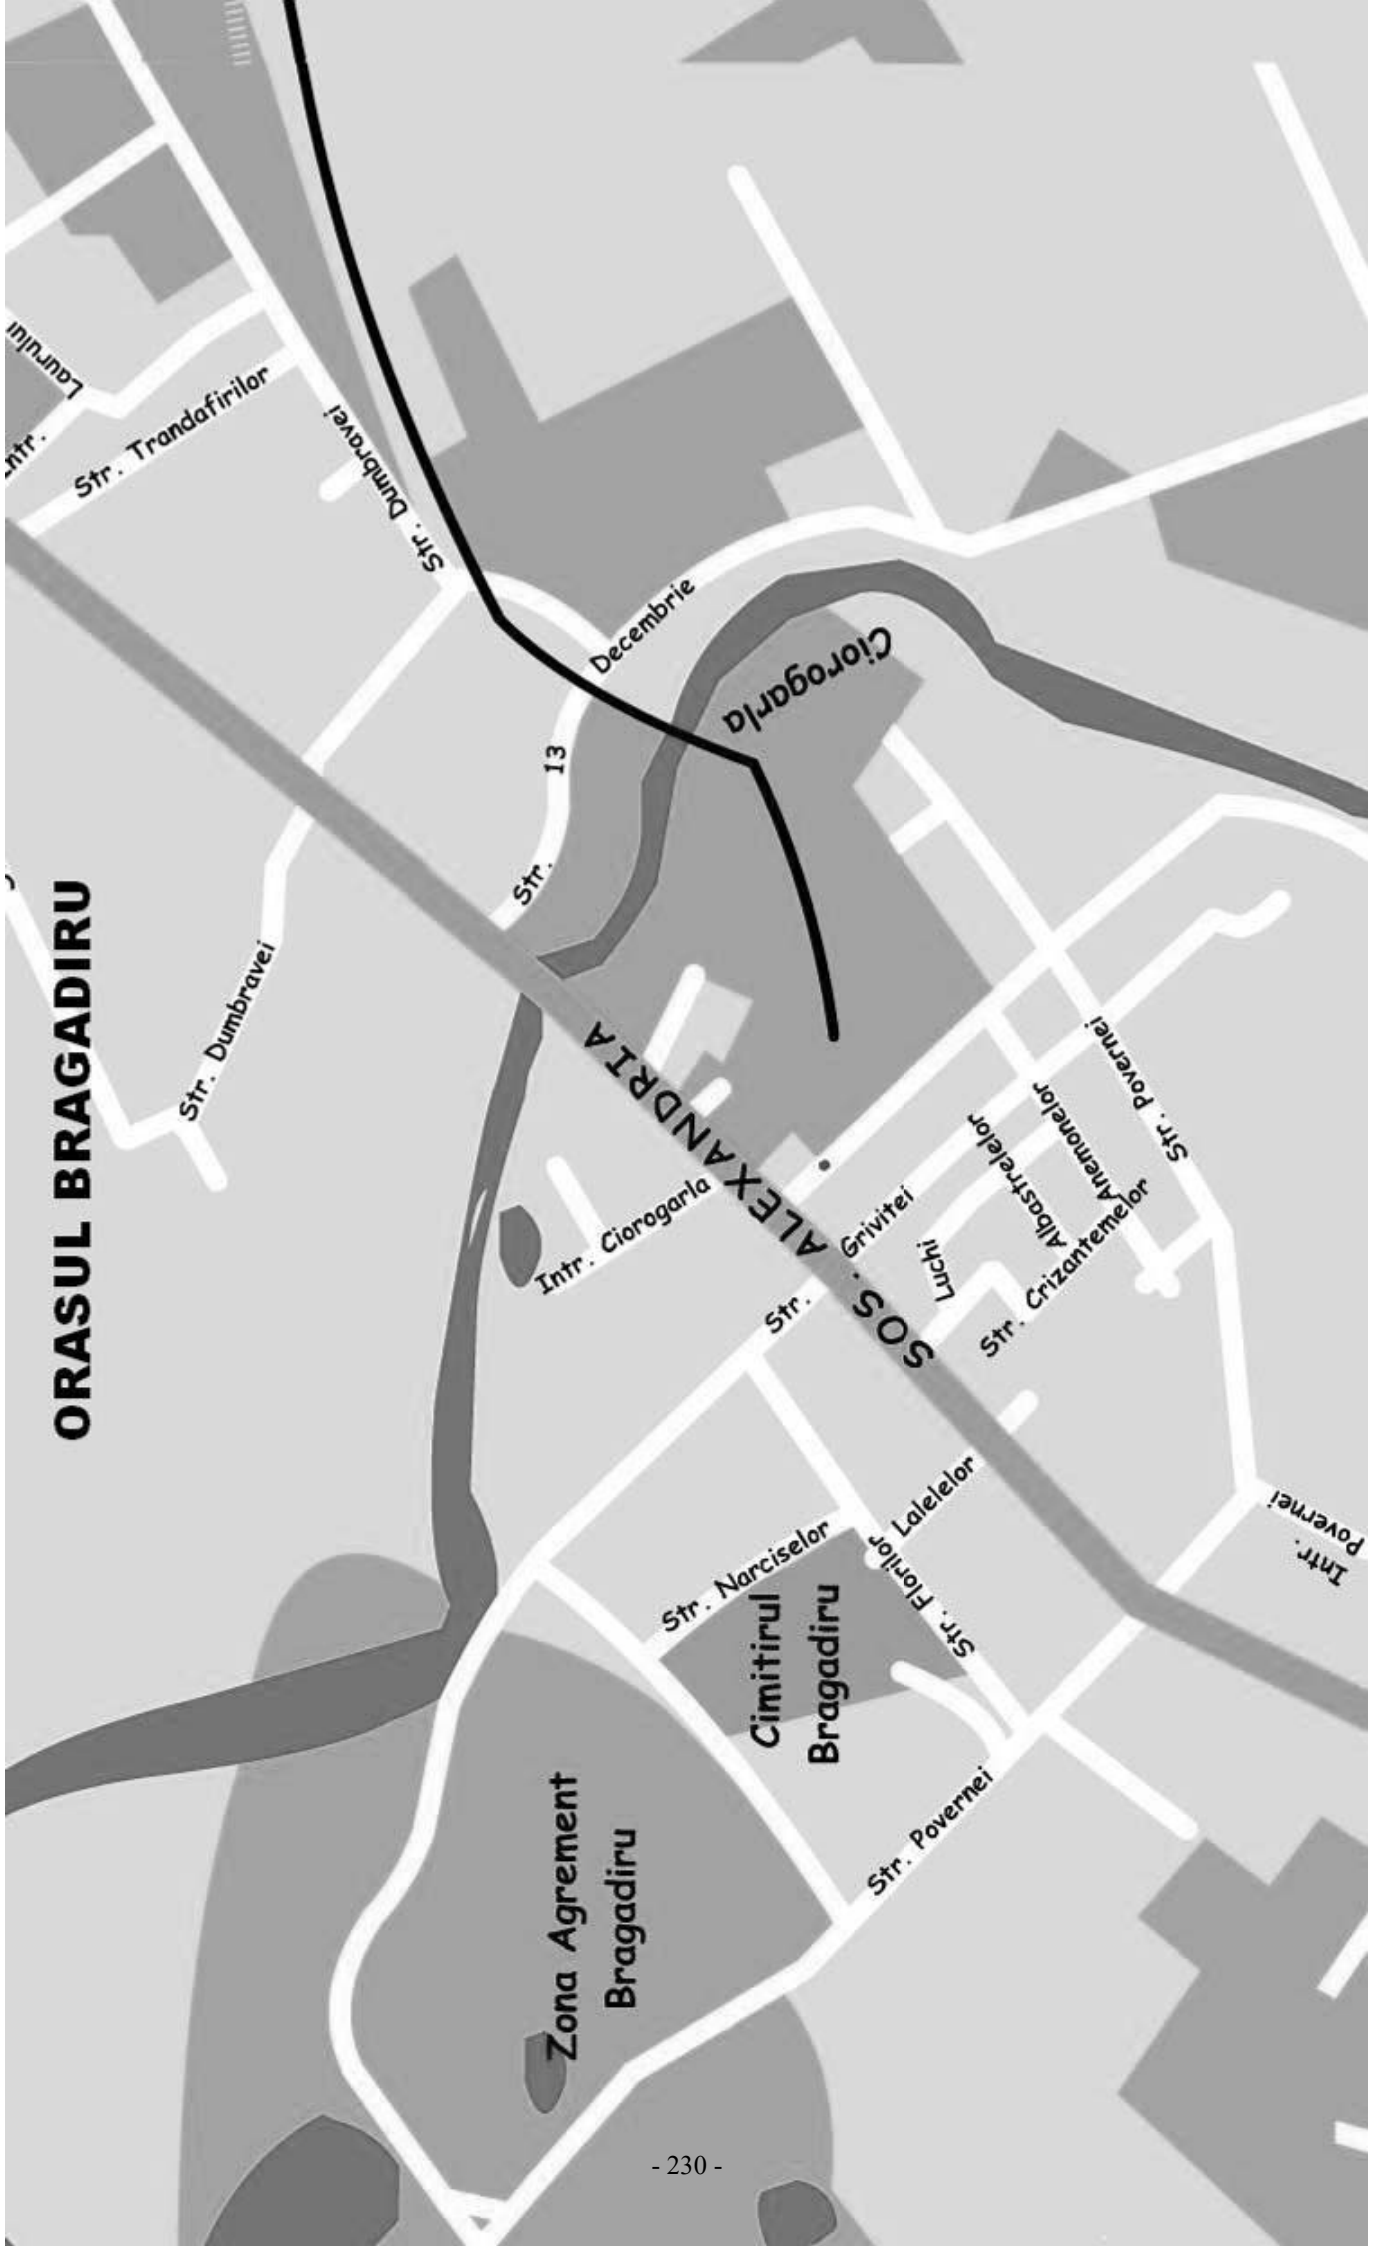 ORASUL BRAGADIRU
Laurului
Intr.
Str. Trandafirilor
Str. Dumbravei
Decembrie
13
Str.
Ciorogarla
Str. Dumbravei
SOS. ALEXANDRIA
Intr. Ciorogarla
Str. Grivitei
Luchi
Albastrelelor
Anemonelor
Str. Crizantemelor
Str. Povernei
Lalelelor
Str. Narciselor
Str. Florilor
Cimitirul
Bragadiru
Intr.
Povernei
Str. Povernei
Zona Agrement
Bragadiru
- 230 -